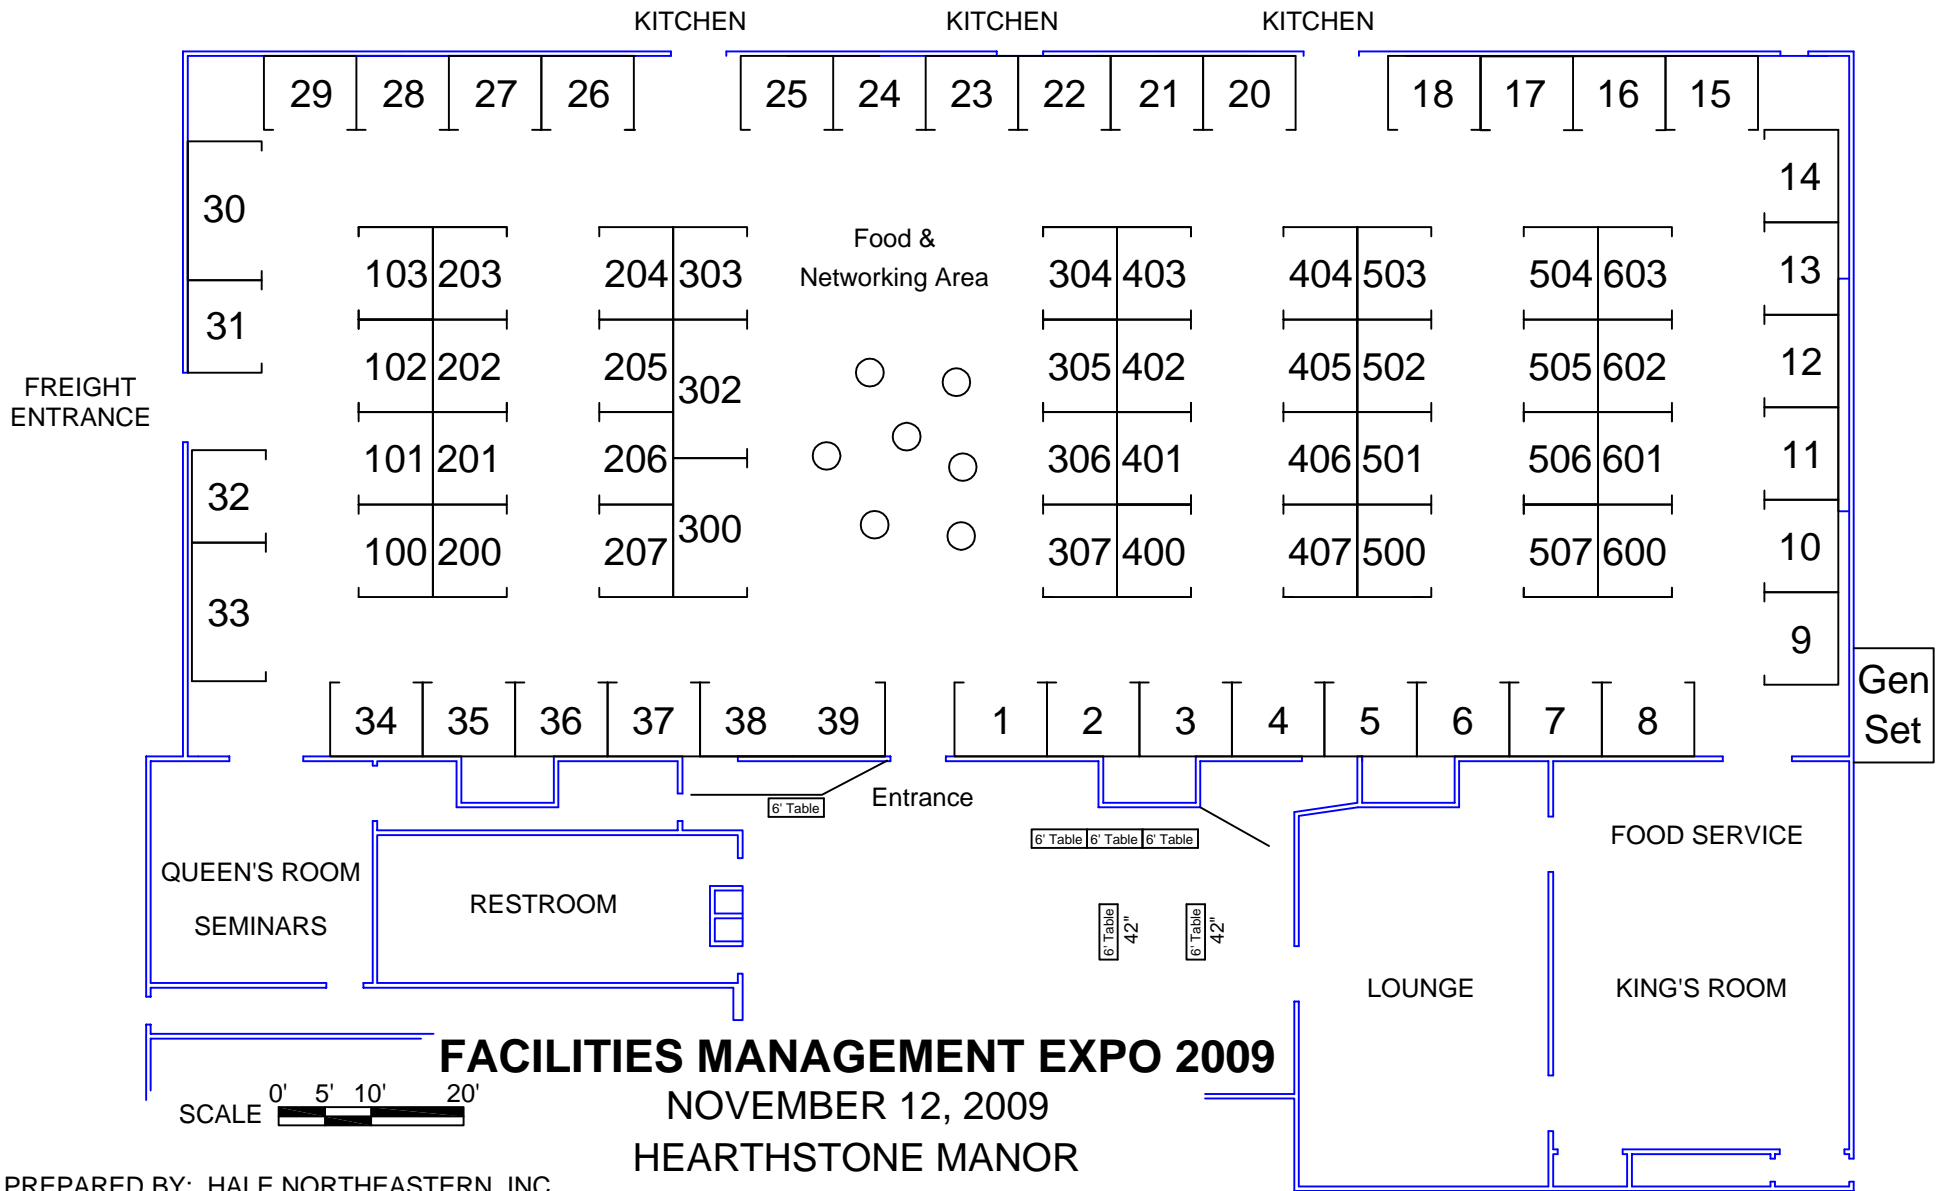 KITCHEN KITCHEN KITCHEN
29 28 27 26 25 24 23 22 21 20 18 17 16 15
14
30
Food &
103 203 204 303 Networking Area 304 403 404 503 504 603 13
31
102 202 205 305 402 405 502 505 602 12
302
FREIGHT
ENTRANCE
101 201 206 306 401 406 501 506 601 11
32
300
100 200 207 307 400 407 500 507 600 10
33
9
Gen
Set
34 35 36 37 38 39 1 2 3 4 5 6 7 8
6' Table
Entrance
6' Table 6' Table 6' Table
FOOD SERVICE
QUEEN'S ROOM
SEMINARS
RESTROOM
6' Table
42"
6' Table
42"
LOUNGE
KING'S ROOM
FACILITIES MANAGEMENT EXPO 2009
NOVEMBER 12, 2009
HEARTHSTONE MANOR
0' 5' 10' 20'
SCALE
PREPARED BY: HALE NORTHEASTERN, INC